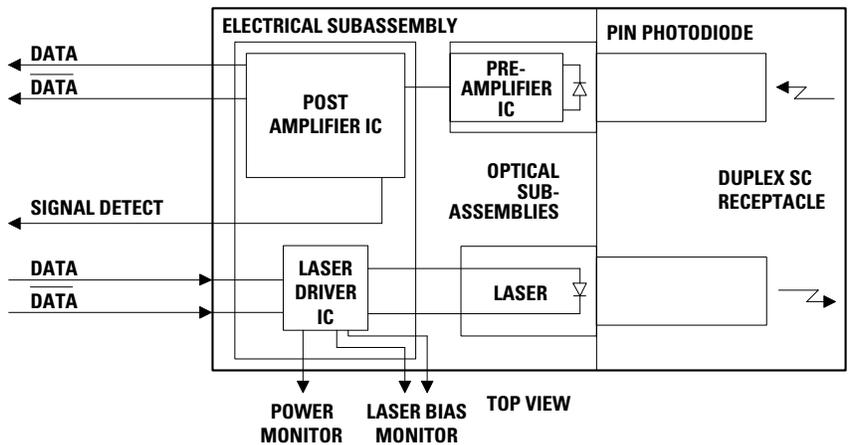 ELECTRICAL SUBASSEMBLY
PIN PHOTODIODE
DATA
DATA
POST
AMPLIFIER IC
PRE-
AMPLIFIER
IC
OPTICAL
SUB-
ASSEMBLIES
DUPLEX SC
RECEPTACLE
SIGNAL DETECT
DATA
DATA
LASER
DRIVER
IC
LASER
POWER
MONITOR
LASER BIAS
MONITOR
TOP VIEW